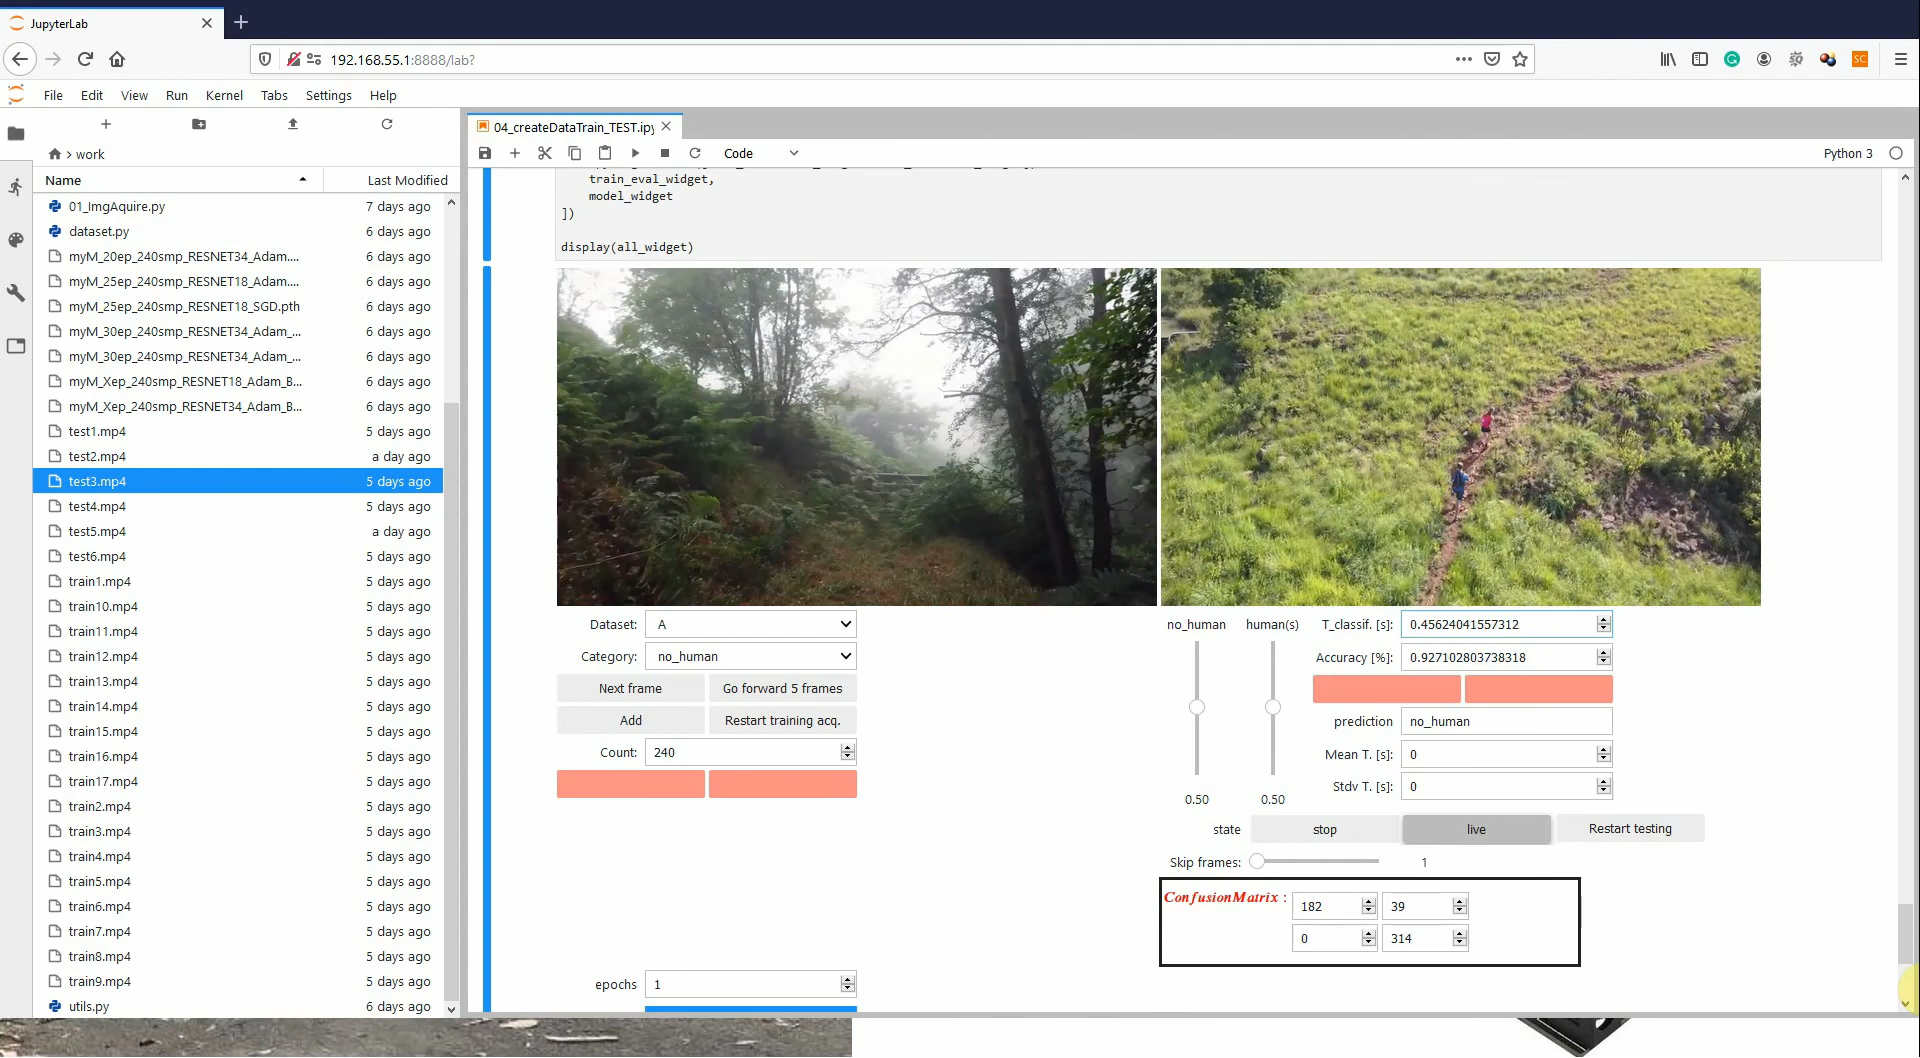 JupyterLab
192.168.55.1:8888/lab?
SC
File Edit View Run Kernel Tabs Settings Help
04_createDataTrain_TEST.ipy
work
Code
Python 3
Name Last Modified
01_ImgAquire.py 7 days ago
dataset.py 6 days ago
myM_20ep_240smp_RESNET34_Adam.... 6 days ago
myM_25ep_240smp_RESNET18_Adam.... 6 days ago
myM_25ep_240smp_RESNET18_SGD.pth 6 days ago
myM_30ep_240smp_RESNET34_Adam_... 6 days ago
myM_30ep_240smp_RESNET34_Adam_... 6 days ago
myM_Xep_240smp_RESNET18_Adam_B... 6 days ago
myM_Xep_240smp_RESNET34_Adam_B... 6 days ago
test1.mp4 5 days ago
test2.mp4 a day ago
test3.mp4 5 days ago
test4.mp4 5 days ago
test5.mp4 a day ago
test6.mp4 5 days ago
train1.mp4 5 days ago
train10.mp4 5 days ago
train11.mp4 5 days ago
train12.mp4 5 days ago
train13.mp4 5 days ago
train14.mp4 5 days ago
train15.mp4 5 days ago
train16.mp4 5 days ago
train17.mp4 5 days ago
train2.mp4 5 days ago
train3.mp4 5 days ago
train4.mp4 5 days ago
train5.mp4 5 days ago
train6.mp4 5 days ago
train7.mp4 5 days ago
train8.mp4 5 days ago
train9.mp4 5 days ago
utils.py 6 days ago
train_eval_widget,
model_widget
])
display(all_widget)
Dataset: A
Category: no_human
Next frame Go forward 5 frames
Add Restart training acq.
Count: 240
epochs 1
no_human human(s) T_classif. [s]: 0.45624041557312
Accuracy [%]: 0.927102803738318
prediction no_human
Mean T. [s]: 0
Stdv T. [s]: 0
0.50 0.50
state stop live Restart testing
Skip frames: 1
ConfusionMatrix : 182 39
0 314